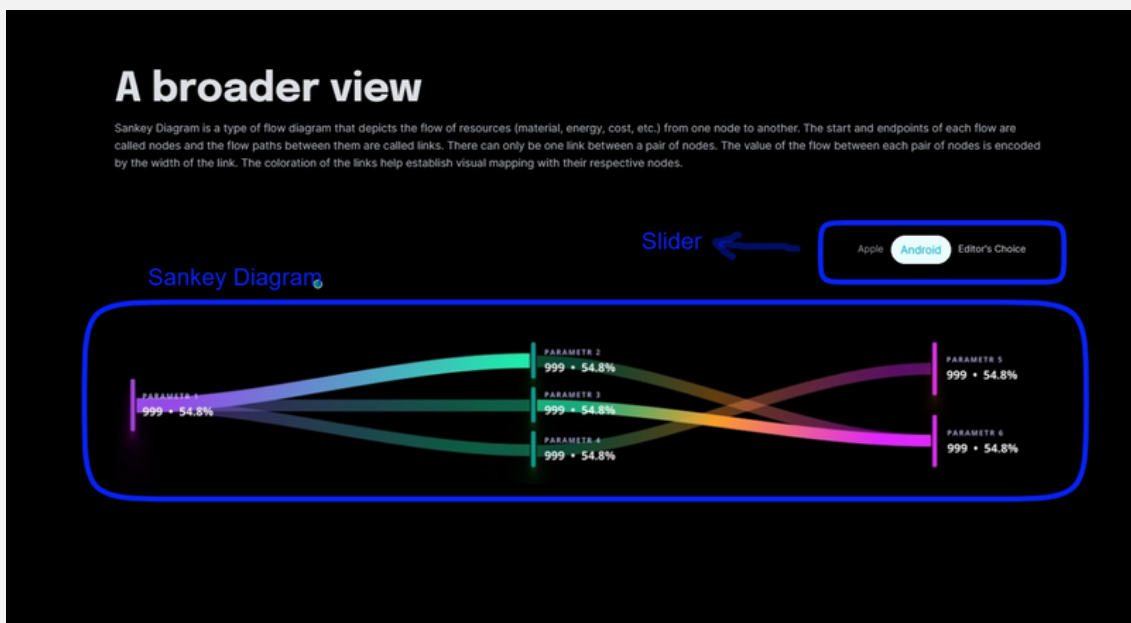 A broader view
Sankey Diagram is a type of flow diagram that depicts the flow of resources (material, energy, cost, etc.) from one node to another. The start and endpoints of each flow are
called nodes and the flow paths between them are called links. There can only be one link between a pair of nodes. The value of the flow between each pair of nodes is encoded
by the width of the link. The coloration of the links help establish visual mapping with their respective nodes.
Slider
Apple Android Editor's Choice
Sankey Diagram
PARAMETR 1
999 • 54.8%
PARAMETR 2
999 • 54.8%
PARAMETR 3
999 • 54.8%
PARAMETR 4
999 • 54.8%
PARAMETR 5
999 • 54.8%
PARAMETR 6
999 • 54.8%